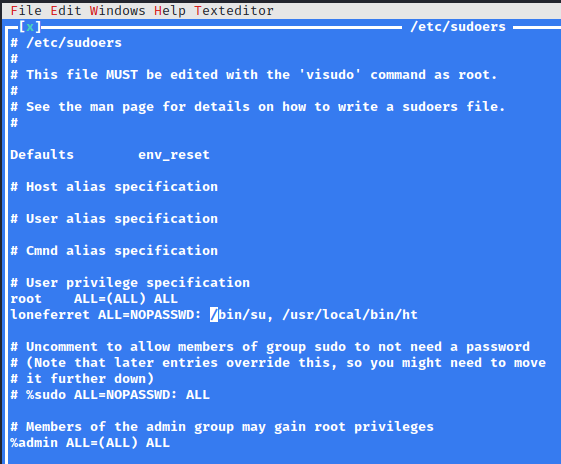 File Edit Windows Help Texteditor
[x] /etc/sudoers
# /etc/sudoers
#
# This file MUST be edited with the 'visudo' command as root.
#
# See the man page for details on how to write a sudoers file.
#
Defaults        env_reset
# Host alias specification
# User alias specification
# Cmnd alias specification
# User privilege specification
root    ALL=(ALL) ALL
loneferret ALL=NOPASSWD: /bin/su, /usr/local/bin/ht
# Uncomment to allow members of group sudo to not need a password
# (Note that later entries override this, so you might need to move
# it further down)
# %sudo ALL=NOPASSWD: ALL
# Members of the admin group may gain root privileges
%admin ALL=(ALL) ALL